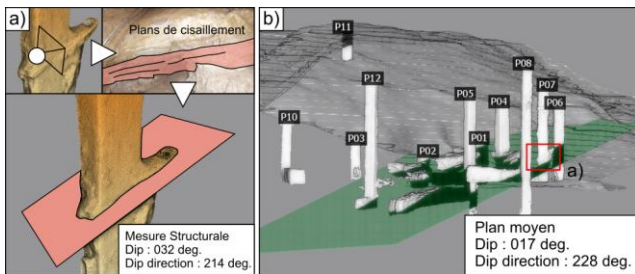 a)
Plans de cisaillement
Mesure Structurale
Dip : 032 deg.
Dip direction : 214 deg.
b)
P11
P08
P12
P07
P05
P04
P06
P10
P03
P02
P01
a)
Plan moyen
Dip : 017 deg.
Dip direction : 228 deg.